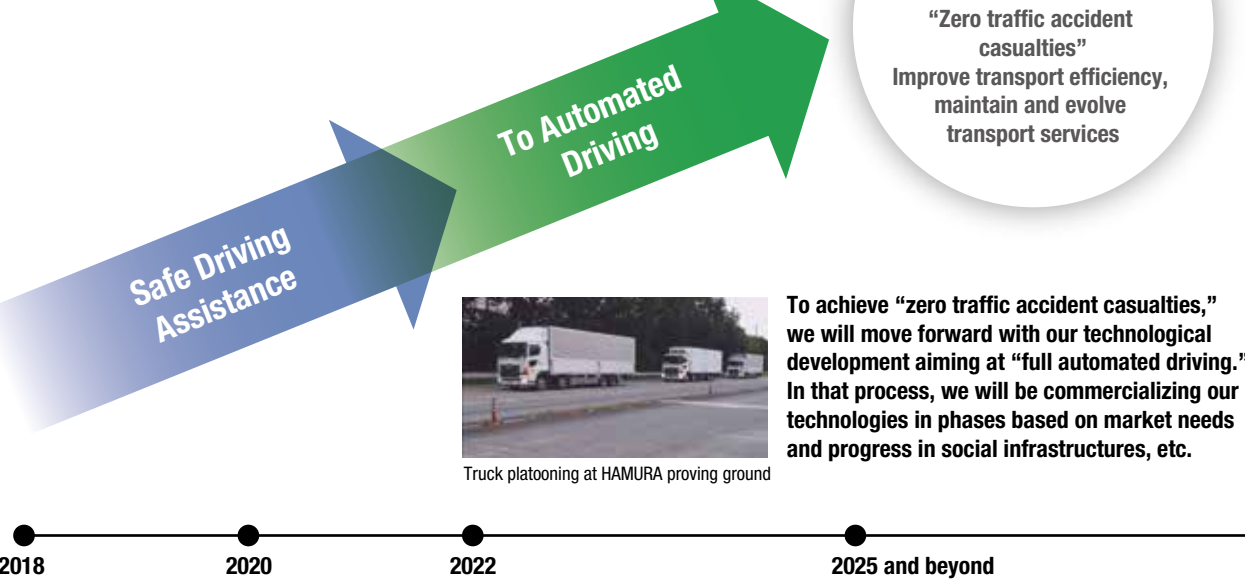 “Zero traffic accident
casualties”
Improve transport efficiency,
maintain and evolve
transport services
To Automated
Driving
Safe Driving
Assistance
To achieve “zero traffic accident casualties,”
we will move forward with our technological
development aiming at “full automated driving.”
In that process, we will be commercializing our
technologies in phases based on market needs
and progress in social infrastructures, etc.
Truck platooning at HAMURA proving ground
2018
2020
2022
2025 and beyond